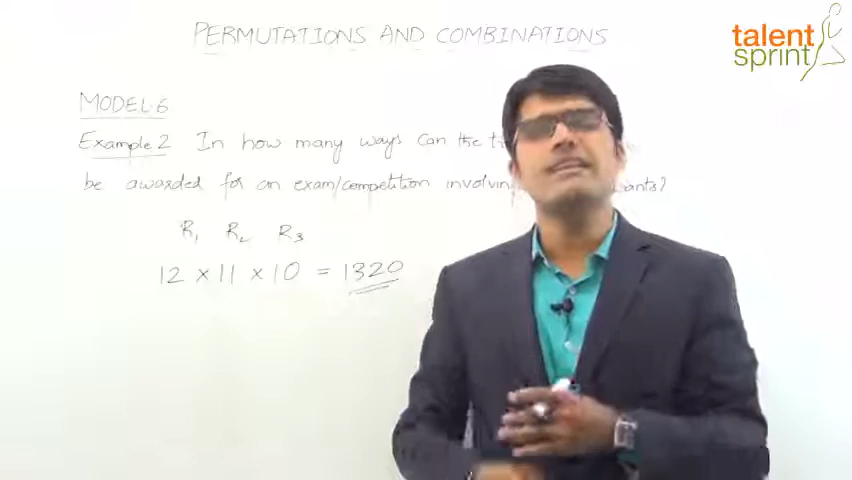 PERMUTATIONS AND COMBINATIONS
talent
sprint
MODEL-6
Example 2 In how many ways can the
be awarded for an exam/competition involvin
R1 R2 R3
12 × 11 × 10 = 1320